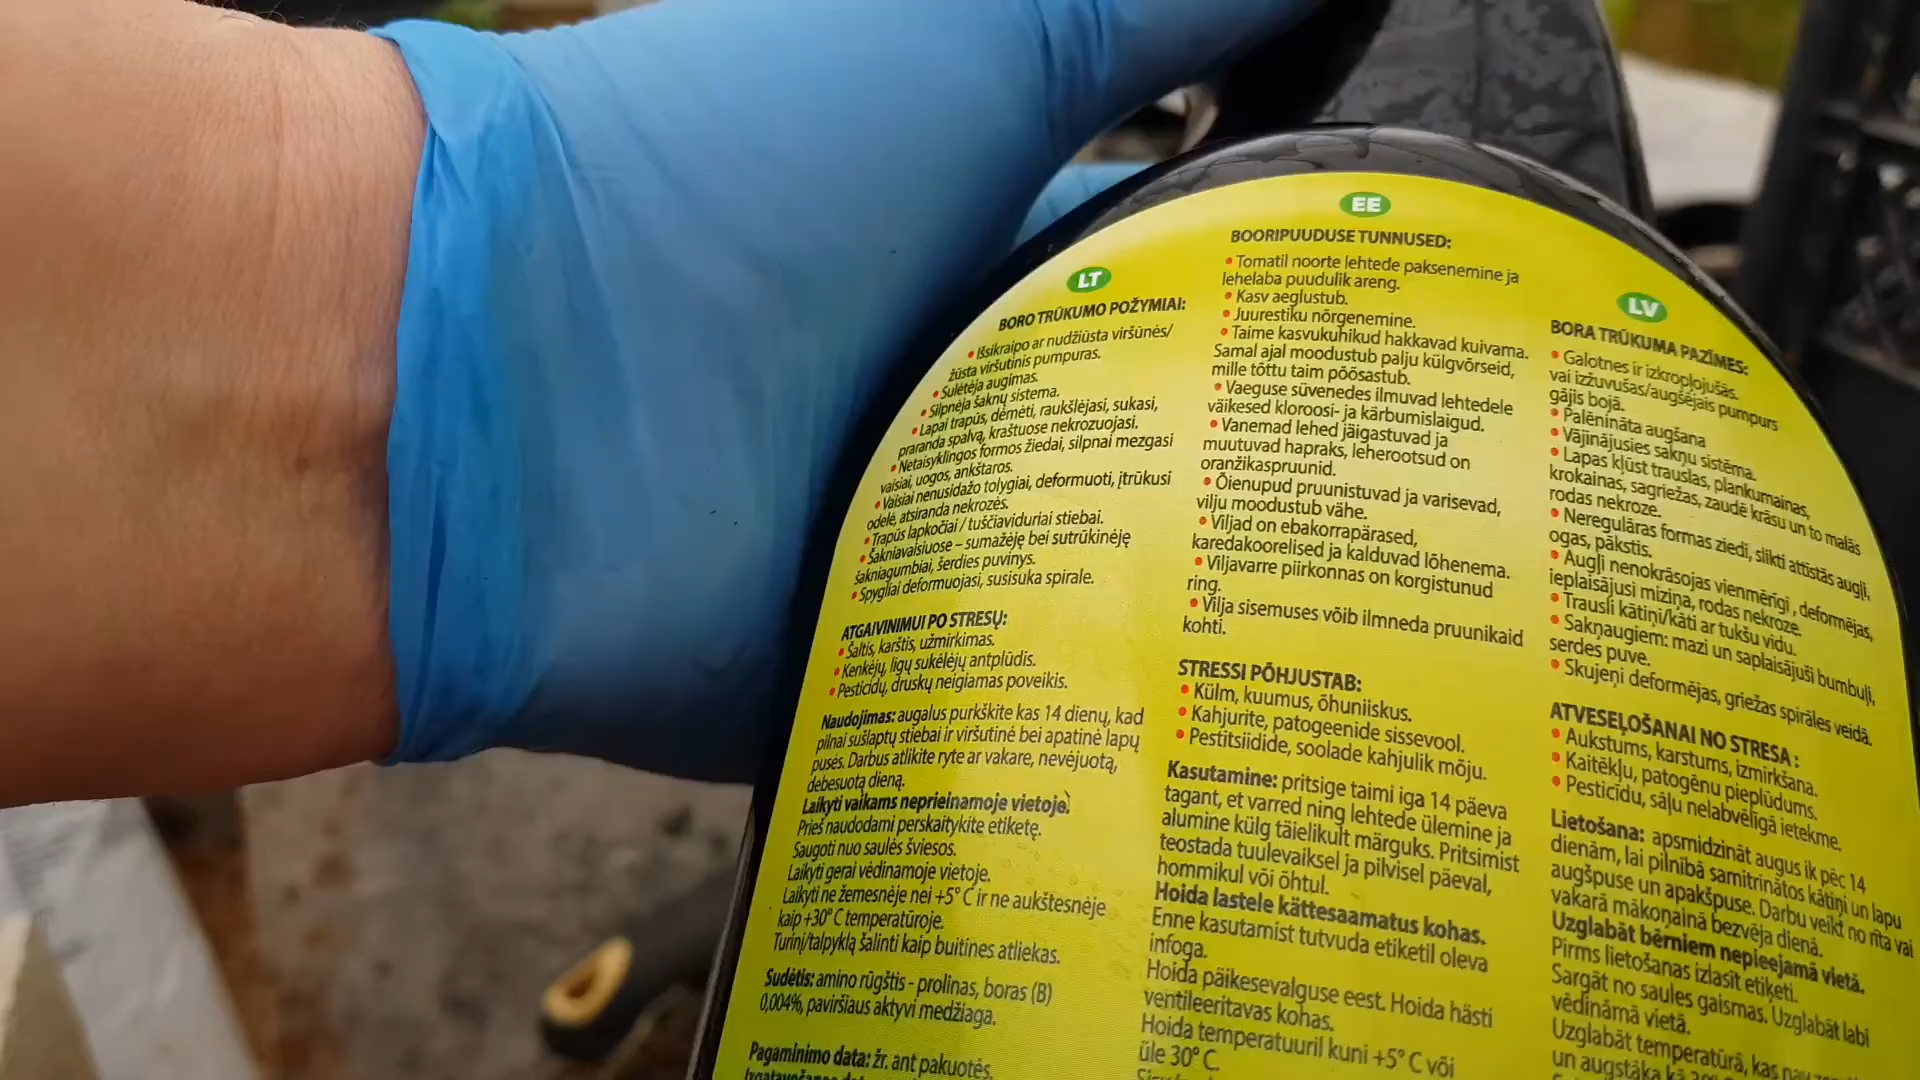 LT
BORO TRŪKUMO POŽYMIAI:
• Išsikraipo ar nudžiūsta viršūnės/
žūsta viršutinis pumpuras.
• Sulėtėja augimas.
• Silpnėja šaknų sistema.
• Lapai trapūs, dėmėti, raukšlėjasi, sukasi,
praranda spalvą, kraštuose nekrozuojasi.
• Netaisyklingos formos žiedai, silpnai mezgasi
vaisiai, uogos, ankštaros.
• Vaisiai nenusidažo tolygiai, deformuoti, įtrūkusi
odelė, atsiranda nekrozės.
• Trapūs lapkočiai / tuščiaviduriai stiebai.
• Šakniavaisiuose – sumažėję bei sutrūkinėję
šakniagumbiai, šerdies puvinys.
• Spygliai deformuojasi, susisuka spirale.
ATGAIVINIMUI PO STRESŲ:
• Šaltis, karštis, užmirkimas.
• Kenkėjų, ligų sukėlėjų antplūdis.
• Pesticidų, druskų neigiamas poveikis.
Naudojimas: augalus purkškite kas 14 dienų, kad
pilnai sušlaptų stiebai ir viršutinė bei apatinė lapų
pusės. Darbus atlikite ryte ar vakare, nevėjuotą,
debesuotą dieną.
Laikyti vaikams neprieinamoje vietoje.
Prieš naudodami perskaitykite etiketę.
Saugoti nuo saulės šviesos.
Laikyti gerai vėdinamoje vietoje.
Laikyti ne žemesnėje nei +5° C ir ne aukštesnėje
kaip +30° C temperatūroje.
Turinį/talpyklą šalinti kaip buitines atliekas.
Sudėtis: amino rūgštis - prolinas, boras (B)
0,004%, paviršiaus aktyvi medžiaga.
Pagaminimo data: žr. ant pakuotės.
EE
BOORIPUUDUSE TUNNUSED:
• Tomatil noorte lehtede paksenemine ja
lehelaba puudulik areng.
• Kasv aeglustub.
• Juurestiku nõrgenemine.
• Taime kasvukuhikud hakkavad kuivama.
Samal ajal moodustub palju külgvõrseid,
mille tõttu taim põõsastub.
• Vaeguse süvenedes ilmuvad lehtedele
väikesed kloroosi- ja kärbumislaigud.
• Vanemad lehed jäigastuvad ja
muutuvad hapraks, leherootsud on
oranžikaspruunid.
• Õienupud pruunistuvad ja varisevad,
vilju moodustub vähe.
• Viljad on ebakorrapärased,
karedakoorelised ja kalduvad lõhenema.
• Viljavarre piirkonnas on korgistunud
ring.
• Vilja sisemuses võib ilmneda pruunikaid
kohti.
STRESSI PÕHJUSTAB:
• Külm, kuumus, õhuniiskus.
• Kahjurite, patogeenide sissevool.
• Pestitsiidide, soolade kahjulik mõju.
Kasutamine: pritsige taimi iga 14 päeva
tagant, et varred ning lehtede ülemine ja
alumine külg täielikult märguks. Pritsimist
teostada tuulevaiksel ja pilvisel päeval,
hommikul või õhtul.
Hoida lastele kättesaamatus kohas.
Enne kasutamist tutvuda etiketil oleva
infoga.
Hoida päikesevalguse eest. Hoida hästi
ventileeritavas kohas.
Hoida temperatuuril kuni +5° C või
üle 30° C.
LV
BORA TRŪKUMA PAZĪMES:
• Galotnes ir izkropļojušās
vai izžuvušas/augšējais pumpurs
gājis bojā.
• Palēnināta augšana
• Vājinājusies sakņu sistēma.
• Lapas kļūst trauslas, plankumainas,
krokainas, sagriežas, zaudē krāsu un to malās
rodas nekroze.
• Neregulāras formas ziedi, slikti attīstās augļi,
ogas, pākstis.
• Augļi nenokrāsojas vienmērīgi, deformējas,
ieplaisājusi miziņa, rodas nekroze.
• Trausli kātiņi/kāti ar tukšu vidu.
• Sakņaugiem: mazi un saplaisājuši bumbuļi,
serdes puve.
• Skujeņi deformējas, griežas spirāles veidā.
ATVESEĻOŠANAI NO STRESA :
• Aukstums, karstums, izmirkšana.
• Kaitēkļu, patogēnu pieplūdums.
• Pesticīdu, sāļu nelabvēlīgā ietekme.
Lietošana: apsmidzināt augus ik pēc 14
dienām, lai pilnībā samitrinātos kātiņi un lapu
augšpuse un apakšpuse. Darbu veikt no rīta vai
vakarā mākoņainā bezvēja dienā.
Uzglabāt bērniem nepieejamā vietā.
Pirms lietošanas izlasīt etiķeti.
Sargāt no saules gaismas. Uzglabāt labi
vēdināmā vietā.
Uzglabāt temperatūrā, kas nav
un augstāka kā